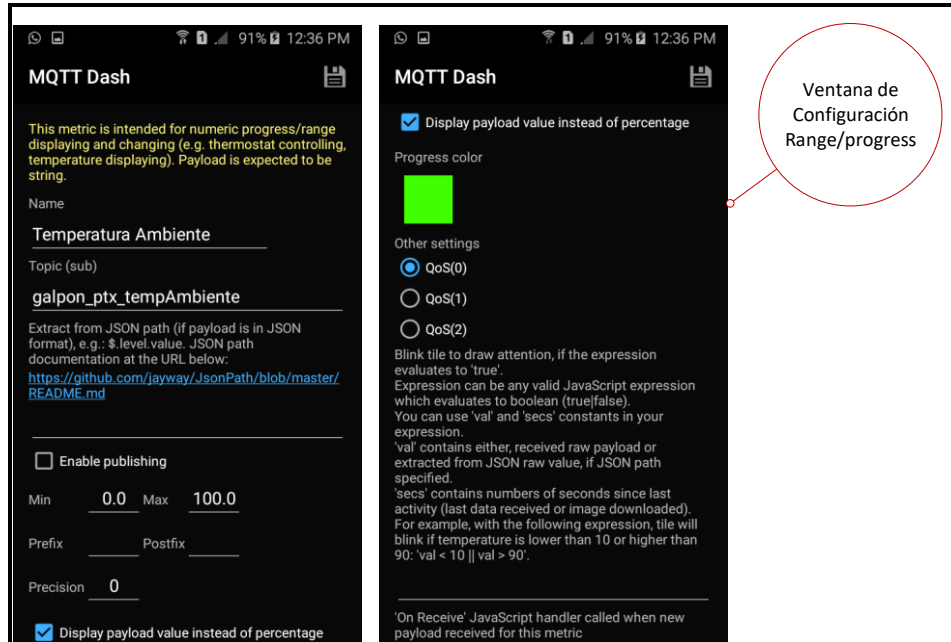 91% 12:36 PM
MQTT Dash
This metric is intended for numeric progress/range
displaying and changing (e.g. thermostat controlling,
temperature displaying). Payload is expected to be
string.
Name
Temperatura Ambiente
Topic (sub)
galpon_ptx_tempAmbiente
Extract from JSON path (if payload is in JSON
format), e.g.: $.level.value. JSON path
documentation at the URL below:
https://github.com/jayway/JsonPath/blob/master/
README.md
Enable publishing
Min 0.0 Max 100.0
Prefix Postfix
Precision 0
Display payload value instead of percentage
1 91% 12:36 PM
MQTT Dash
Display payload value instead of percentage
Progress color
Other settings
QoS(0)
QoS(1)
QoS(2)
Blink tile to draw attention, if the expression
evaluates to 'true'.
Expression can be any valid JavaScript expression
which evaluates to boolean (true|false).
You can use 'val' and 'secs' constants in your
expression.
'val' contains either, received raw payload or
extracted from JSON raw value, if JSON path
specified.
'secs' contains numbers of seconds since last
activity (last data received or image downloaded).
For example, with the following expression, tile will
blink if temperature is lower than 10 or higher than
90: 'val < 10 || val > 90'.
'On Receive' JavaScript handler called when new
payload received for this metric
Ventana de
Configuración
Range/progress